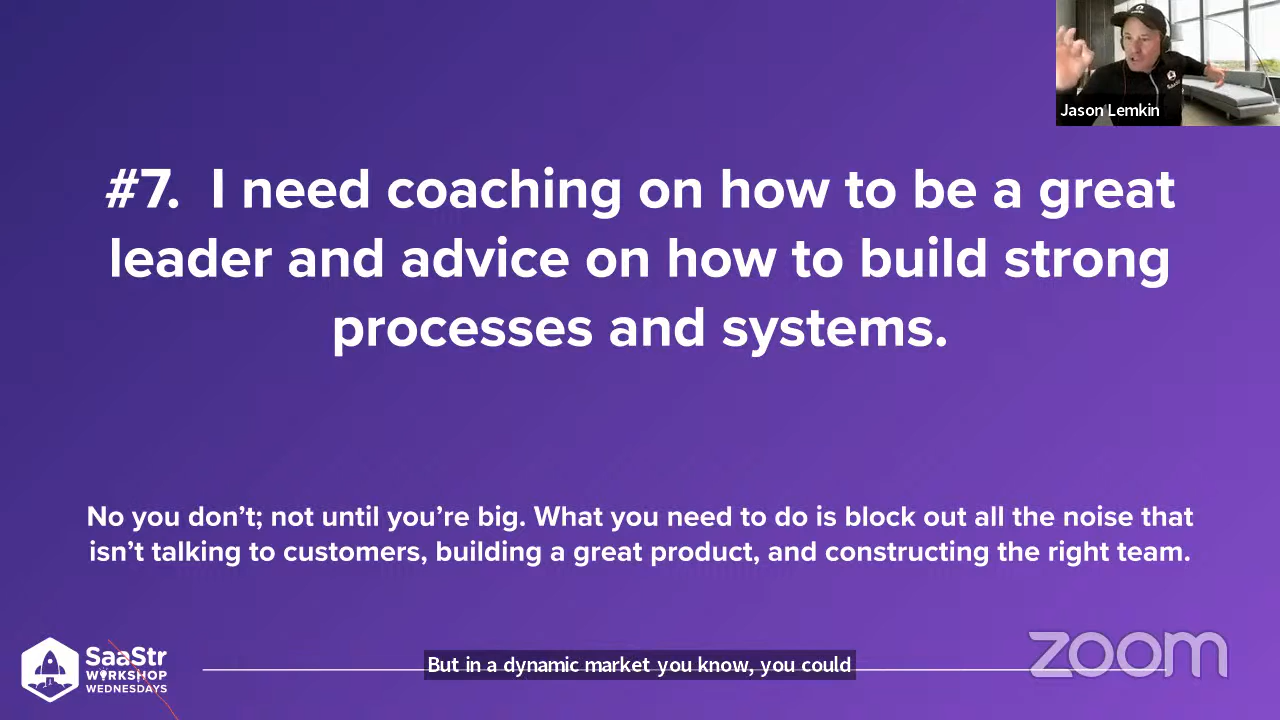 Jason Lemkin
#7. I need coaching on how to be a great
leader and advice on how to build strong
processes and systems.
No you don’t; not until you’re big. What you need to do is block out all the noise that
isn’t talking to customers, building a great product, and constructing the right team.
SaaStr
WORKSHOP
WEDNESDAYS
But in a dynamic market you know, you could
zoom